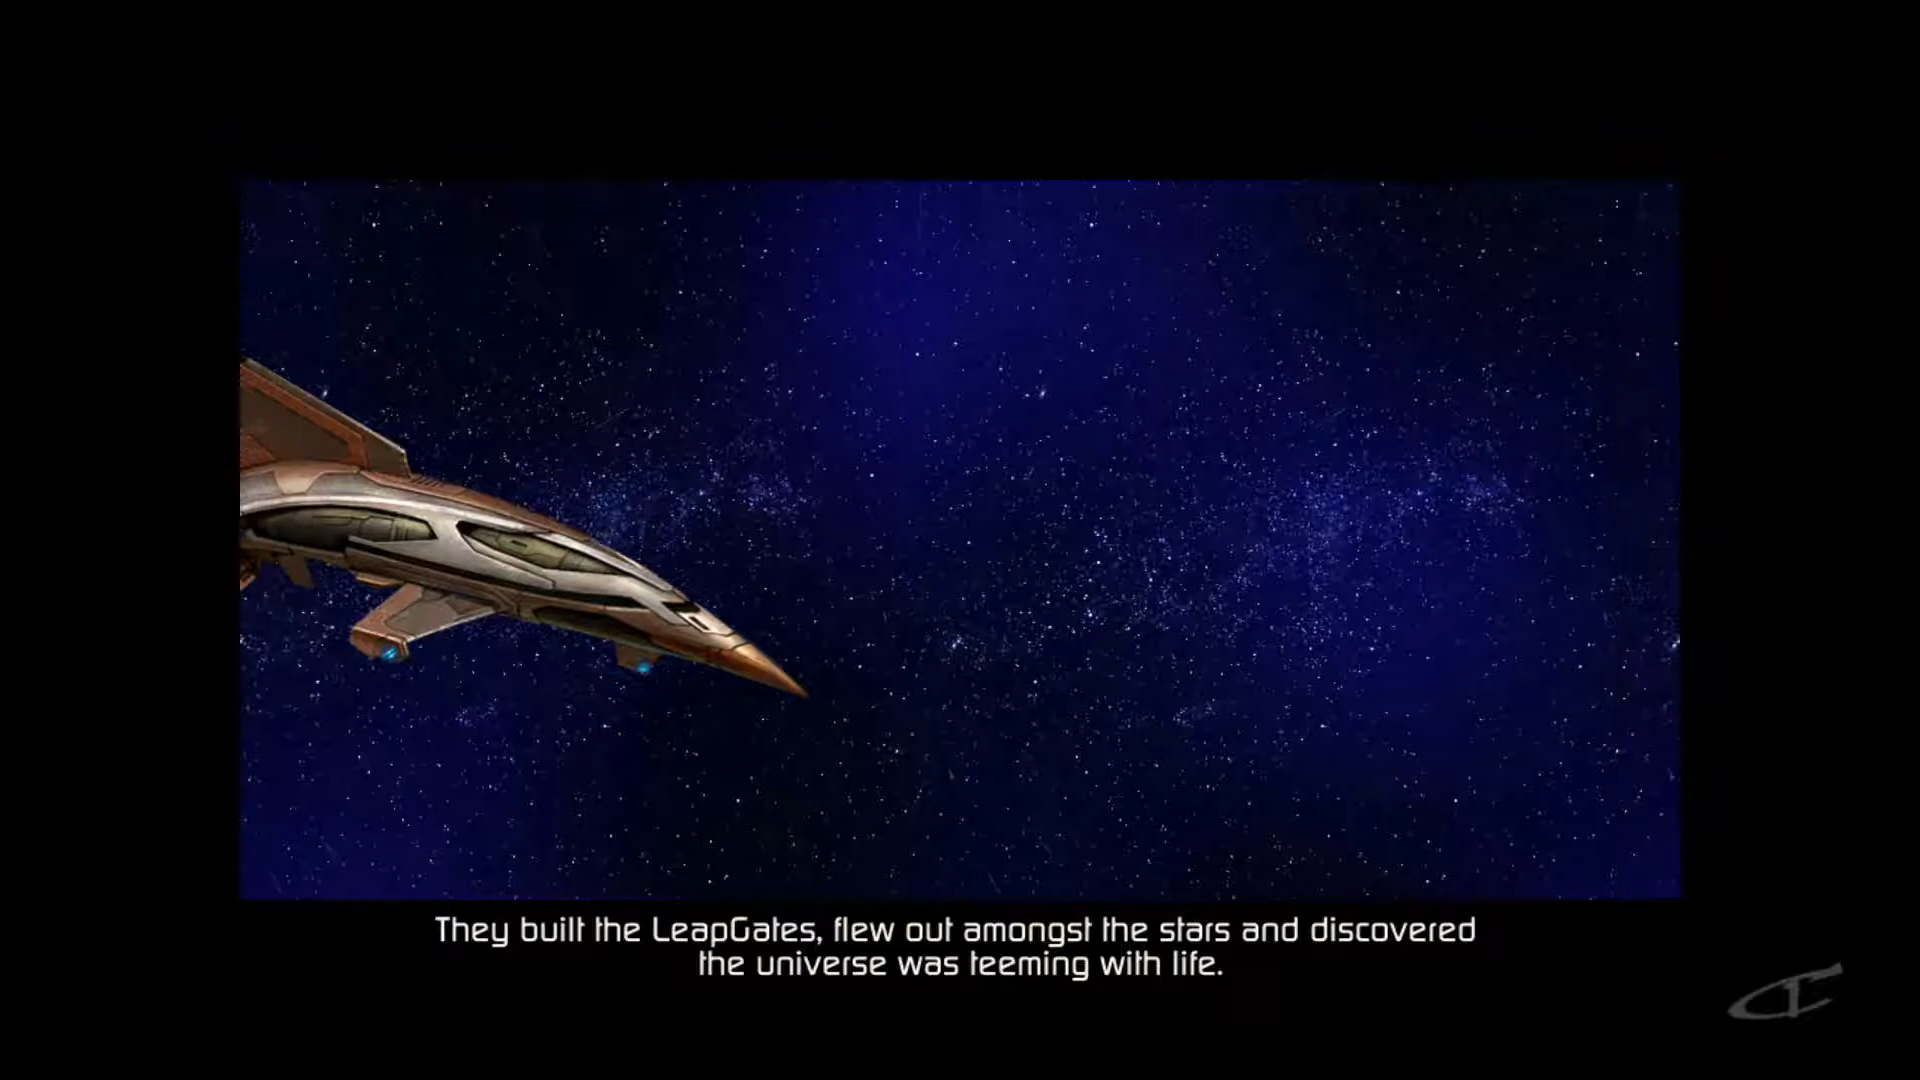 They built the LeapGates, flew out amongst the stars and discovered
the universe was teeming with life.